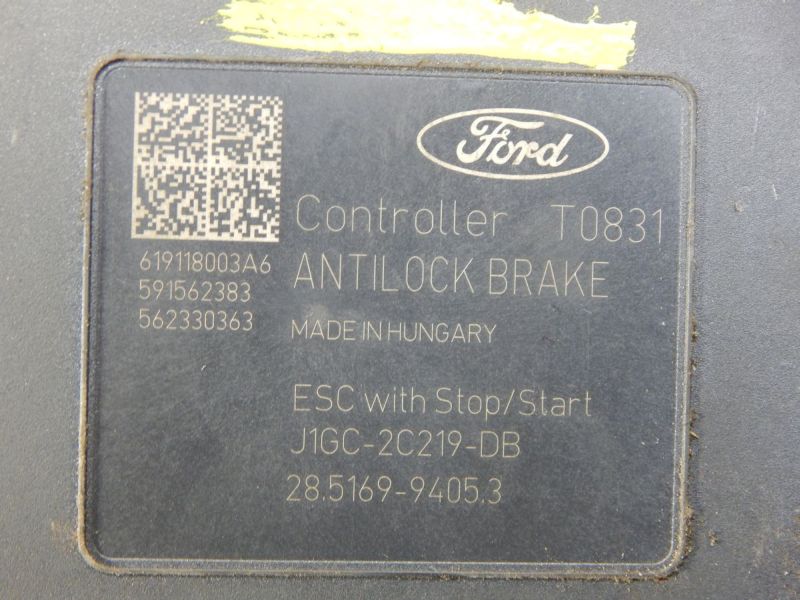 Ford
Controller T0831
ANTILOCK BRAKE
MADE IN HUNGARY
619118003A6
591562383
562330363
ESC with Stop/Start
J1GC-2C219-DB
28.5169-9405.3